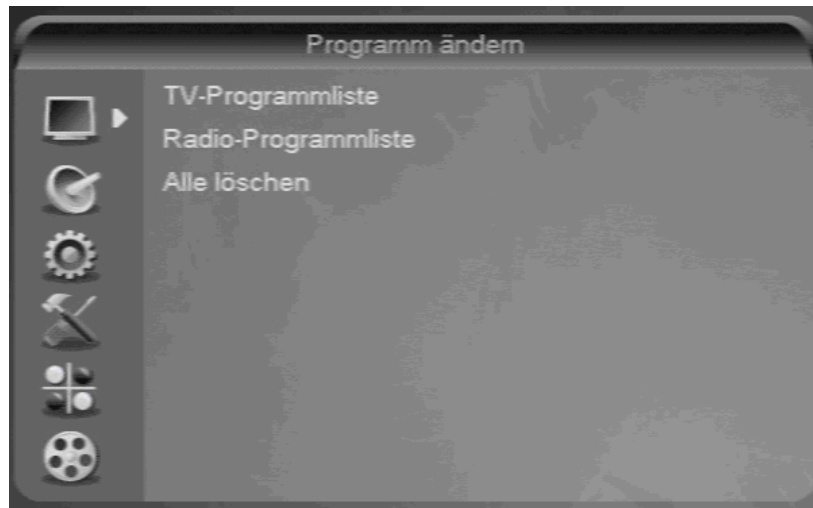 Programm ändern
TV-Programmliste
Radio-Programmliste
Alle löschen